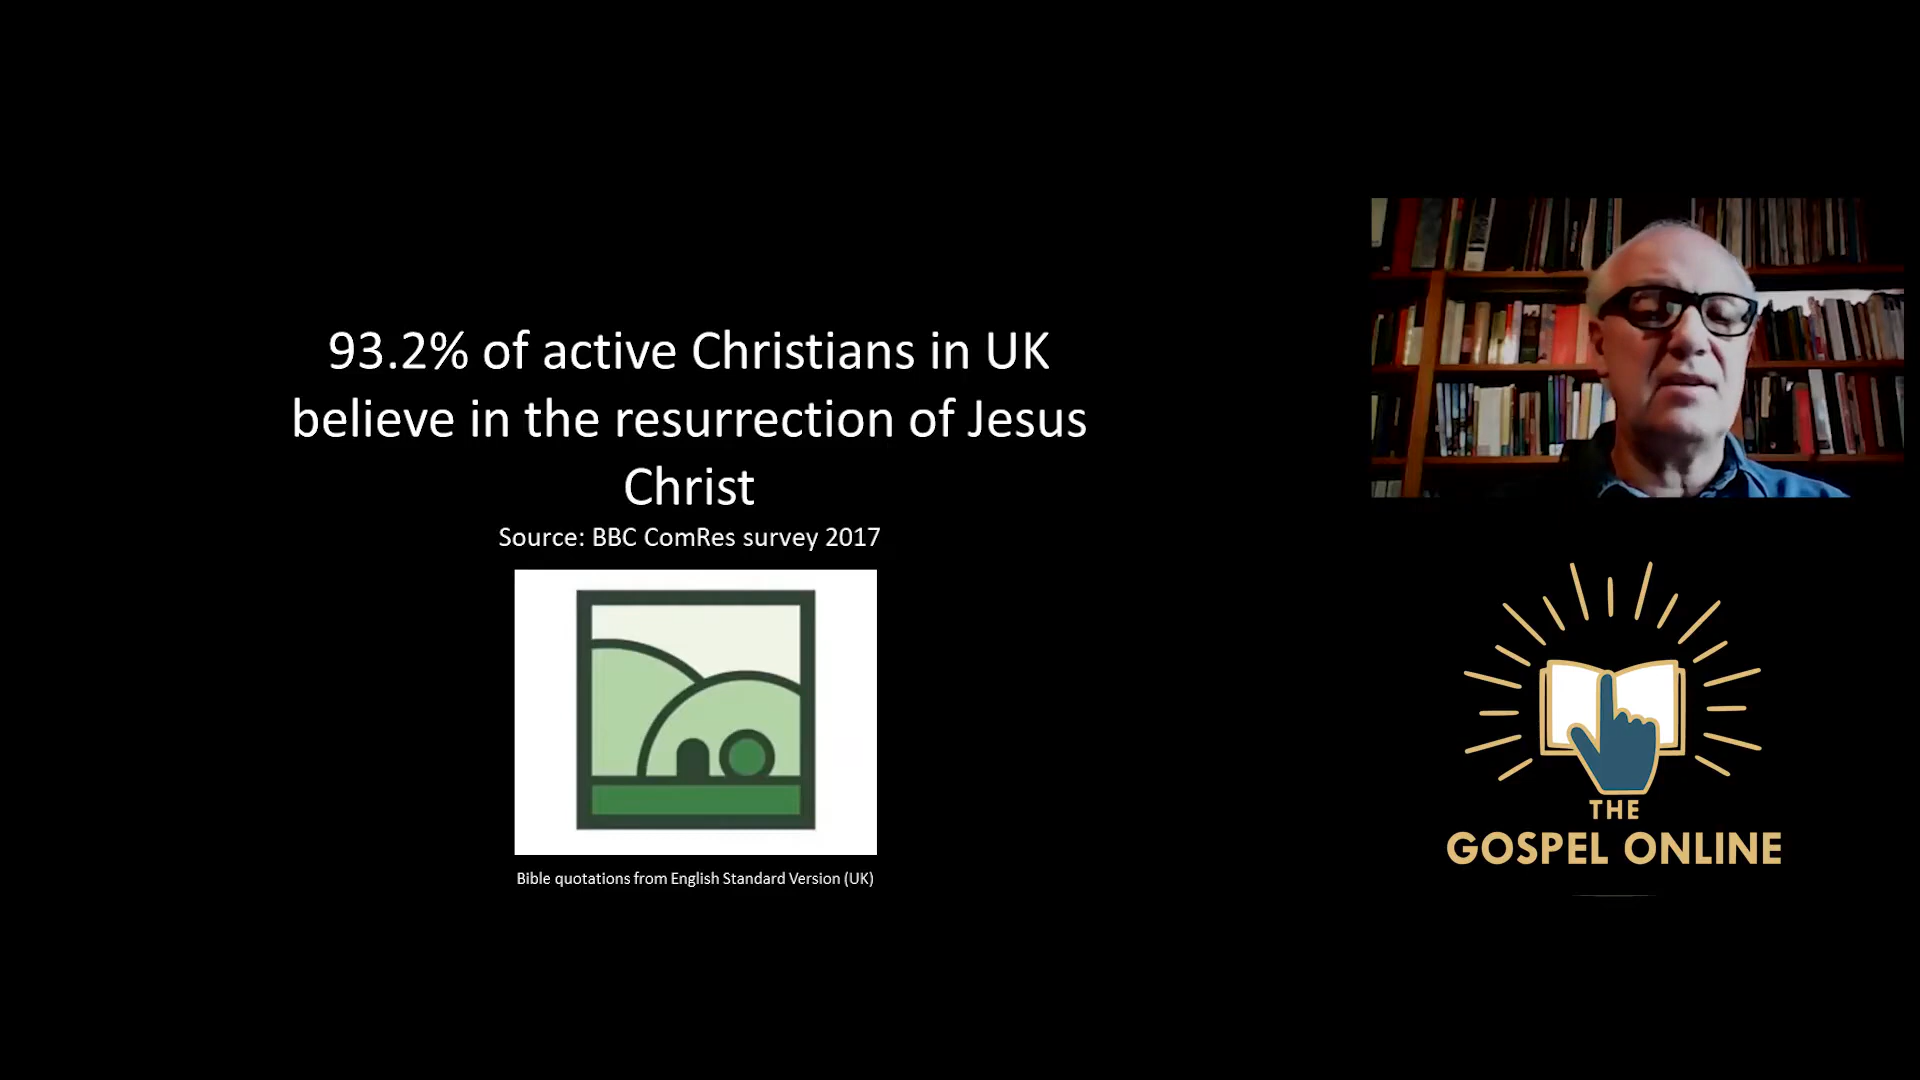 93.2% of active Christians in UK
believe in the resurrection of Jesus
Christ
Source: BBC ComRes survey 2017
Bible quotations from English Standard Version (UK)
THE
GOSPEL ONLINE